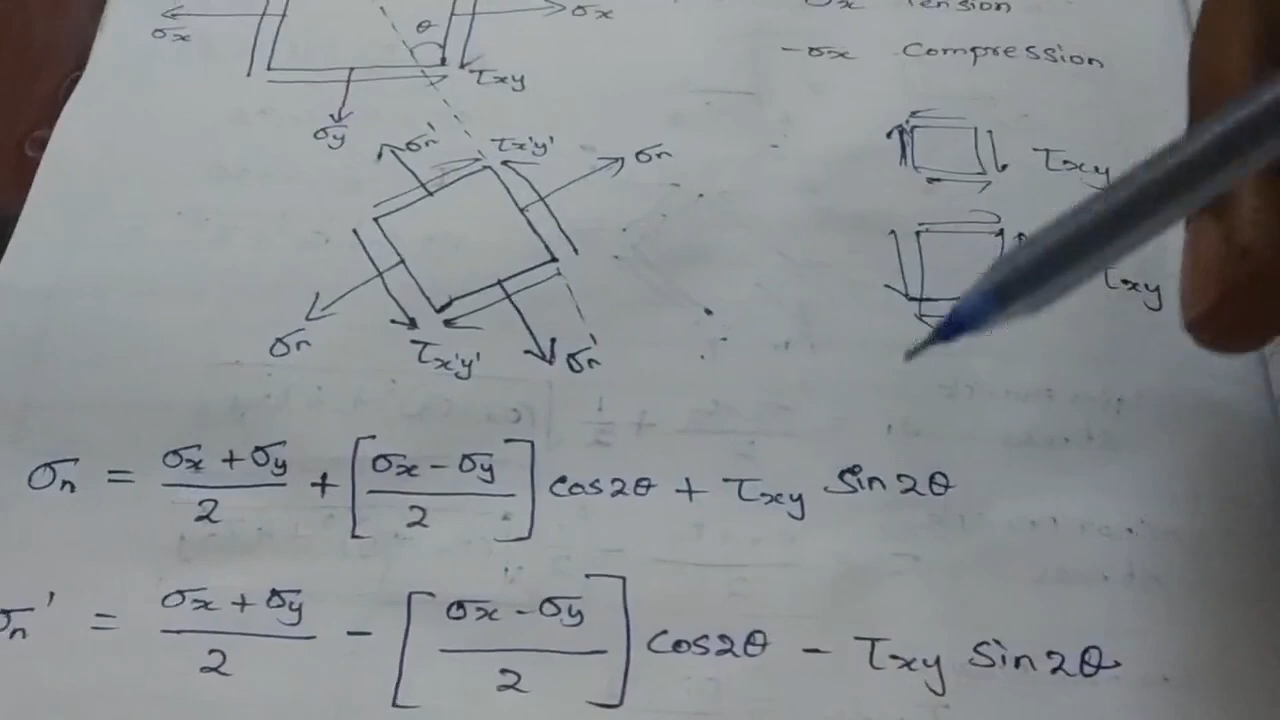 σx θ σx σx Tension
-σx Compression
τxy
σy
σn' τx'y' σn
τxy
τxy
σn τx'y' σn'
σn = σx + σy / 2 + [σx - σy / 2] cos2θ + τxy sin2θ
σn' = σx + σy / 2 - [σx - σy / 2] cos2θ - τxy sin2θ